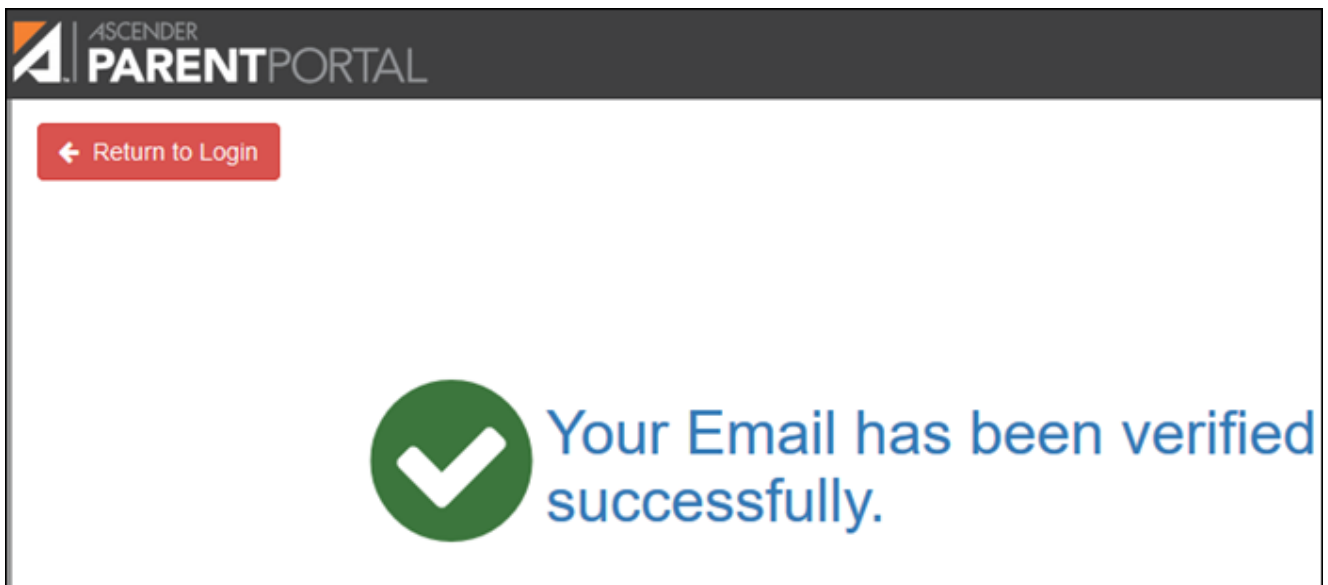 ASCENDER
PARENTPORTAL
Return to Login
Your Email has been verified
successfully.